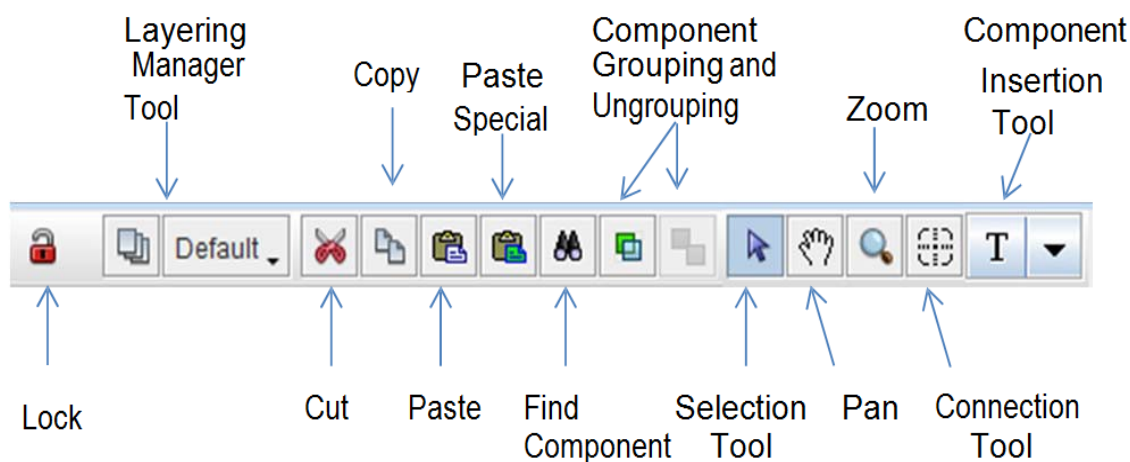 Layering
Manager
Tool
Copy
Paste
Special
Component
Grouping and
Ungrouping
Zoom
Component
Insertion
Tool
Default
T
Lock
Cut
Paste
Find
Component
Selection
Tool
Pan
Connection
Tool